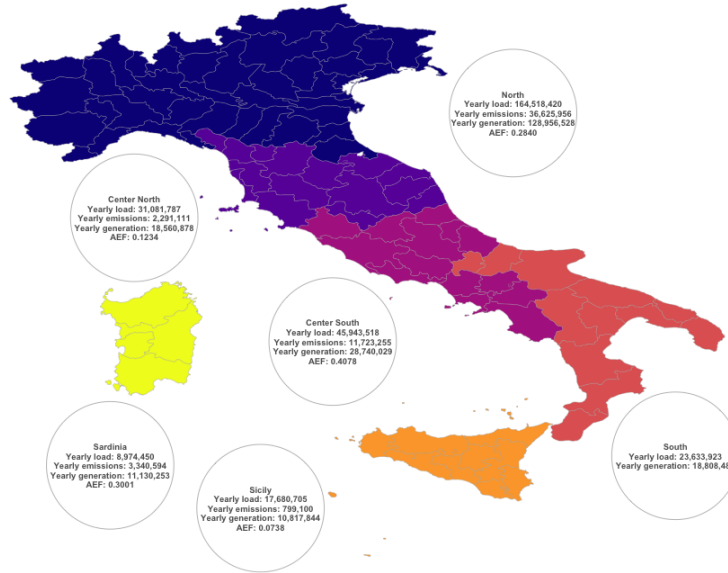 North
Yearly load: 164,518,420
Yearly emissions: 36,625,956
Yearly generation: 128,956,528
AEF: 0.2840
Center North
Yearly load: 31,081,787
Yearly emissions: 2,291,111
Yearly generation: 18,560,878
AEF: 0.1234
Center South
Yearly load: 45,943,518
Yearly emissions: 11,723,255
Yearly generation: 28,740,029
AEF: 0.4078
South
Yearly load: 23,633,923
Yearly generation: 18,808,48
Sardinia
Yearly load: 8,974,450
Yearly emissions: 3,340,594
Yearly generation: 11,130,253
AEF: 0.3001
Sicily
Yearly load: 17,680,705
Yearly emissions: 799,100
Yearly generation: 10,817,844
AEF: 0.0738